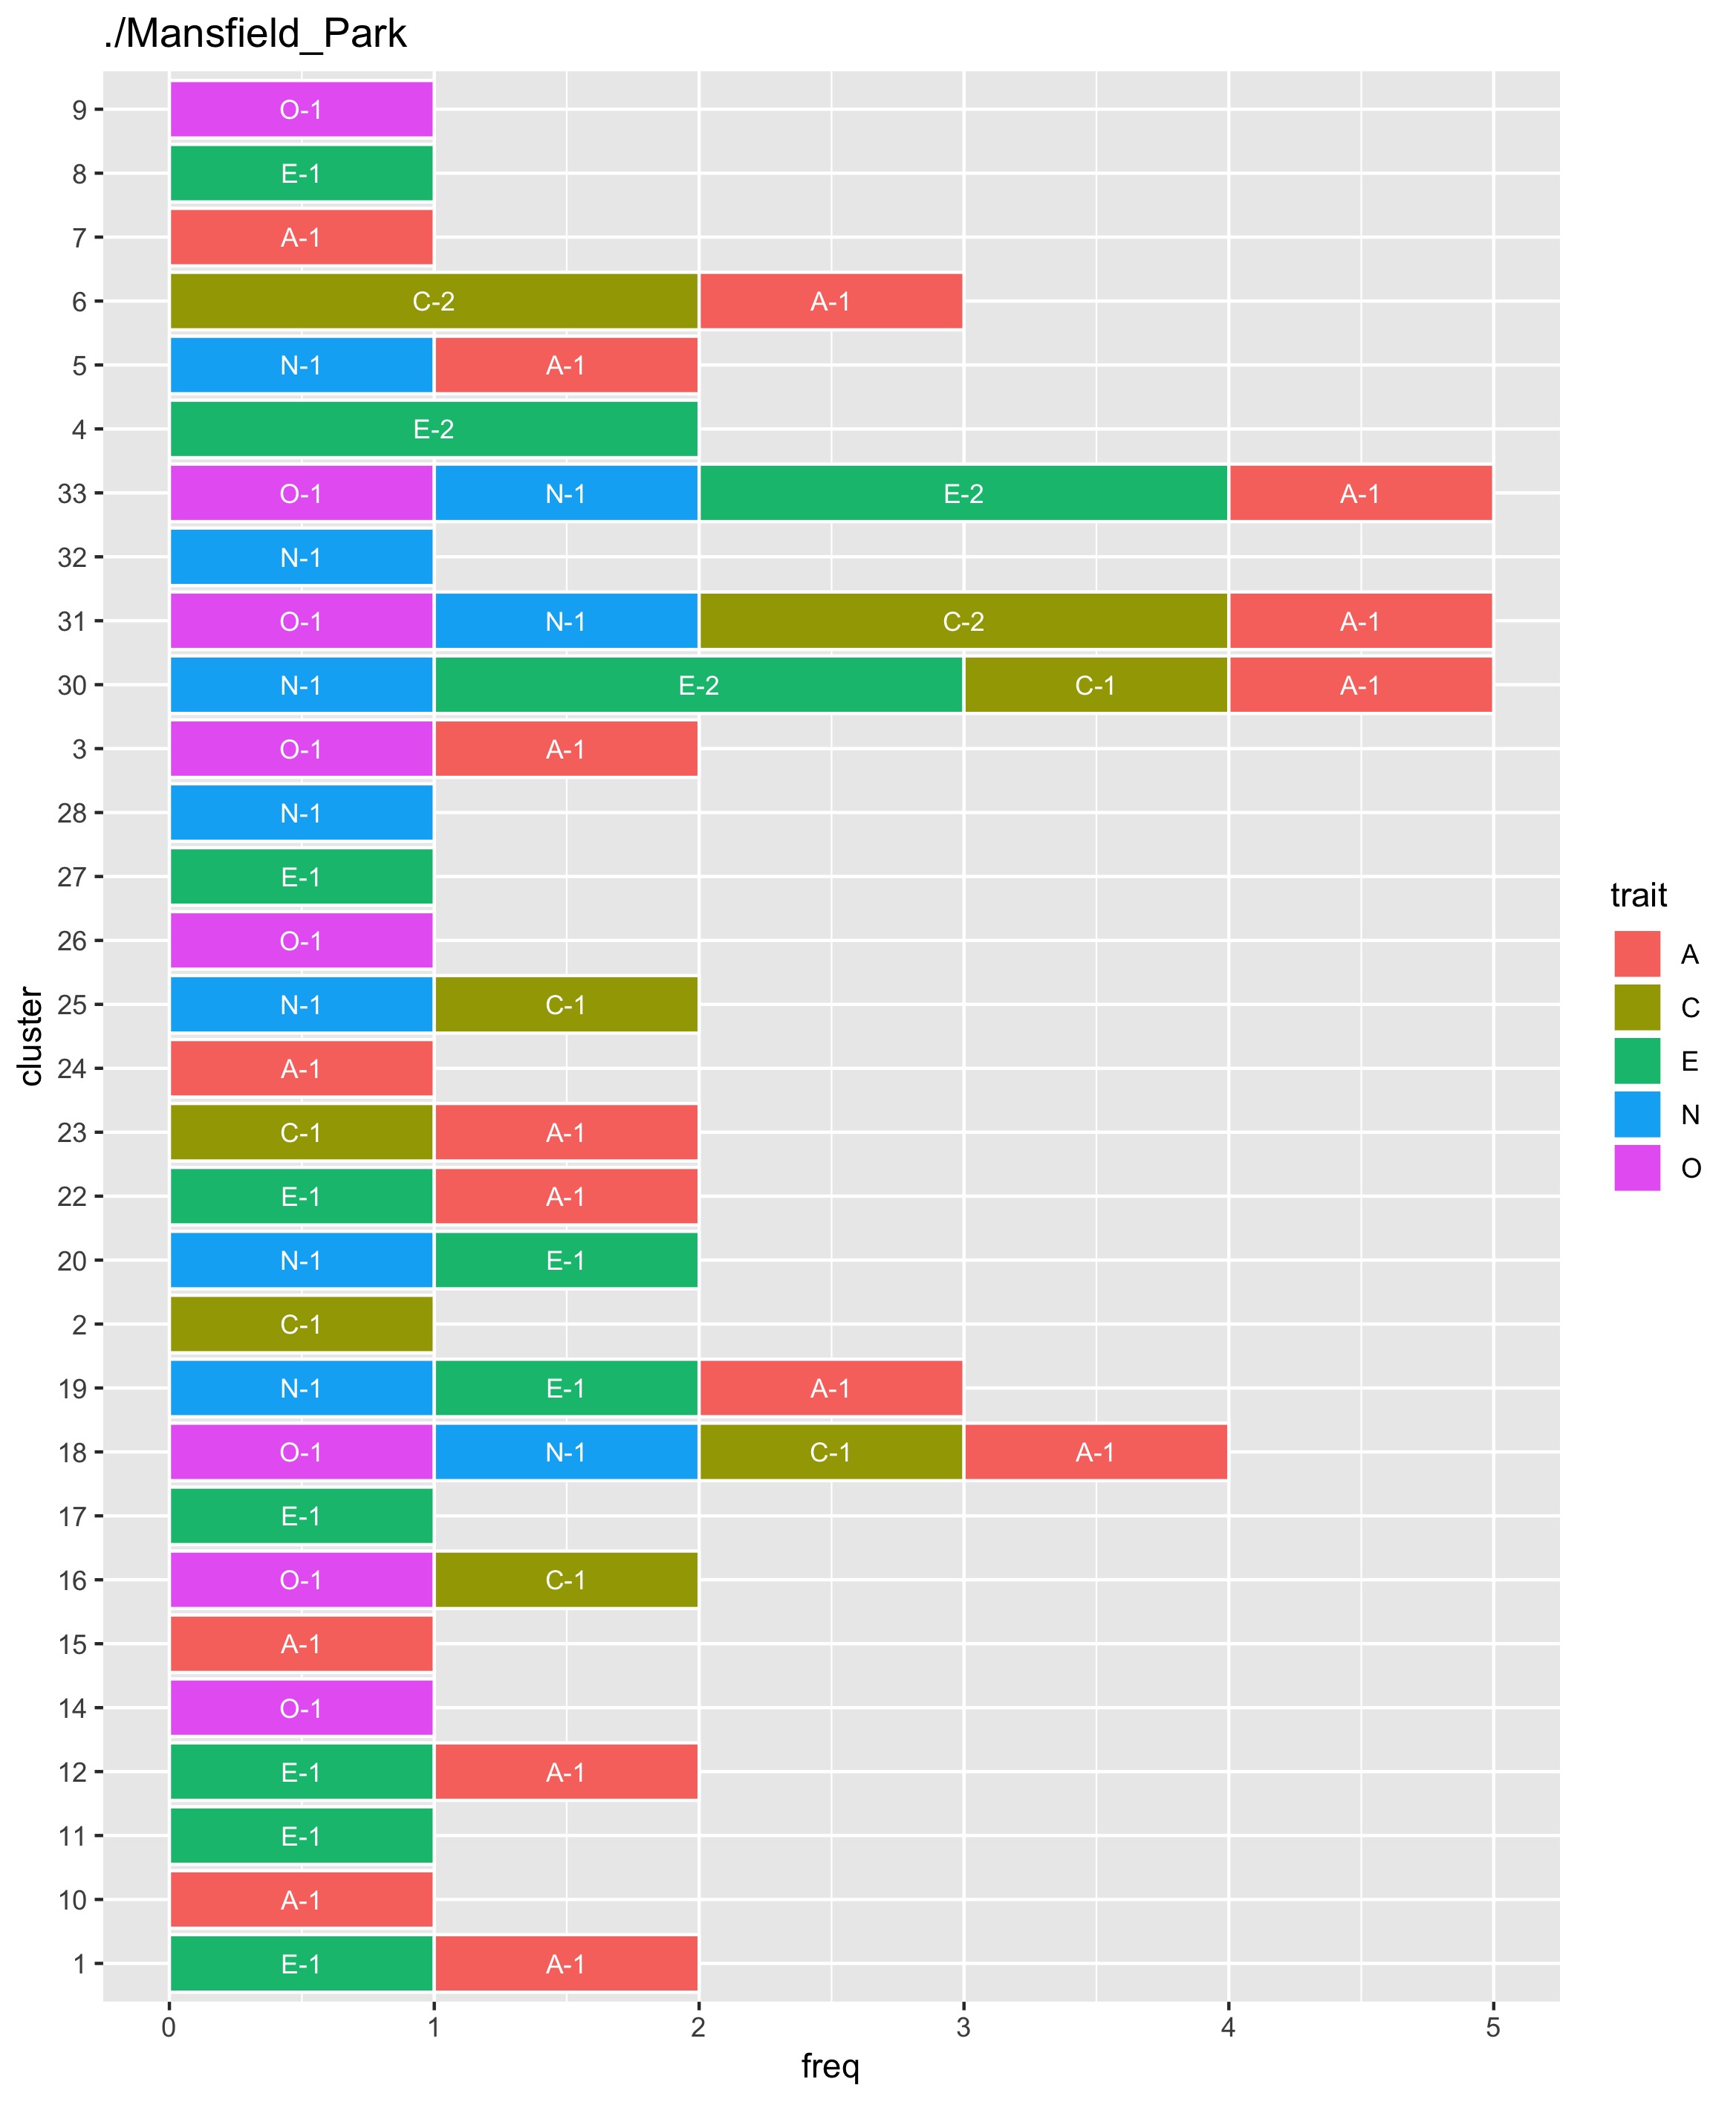 ./Mansfield_Park
9 O-1
8 E-1
7 A-1
6 C-2 A-1
5 N-1 A-1
4 E-2
33 O-1 N-1 E-2 A-1
32 N-1
31 O-1 N-1 C-2 A-1
30 N-1 E-2 C-1 A-1
3 O-1 A-1
28 N-1
27 E-1
26 O-1
25 N-1 C-1
24 A-1
23 C-1 A-1
22 E-1 A-1
20 N-1 E-1
2 C-1
19 N-1 E-1 A-1
18 O-1 N-1 C-1 A-1
17 E-1
16 O-1 C-1
15 A-1
14 O-1
12 E-1 A-1
11 E-1
10 A-1
1 E-1 A-1
0 1 2 3 4 5
freq
cluster
trait
A
C
E
N
O